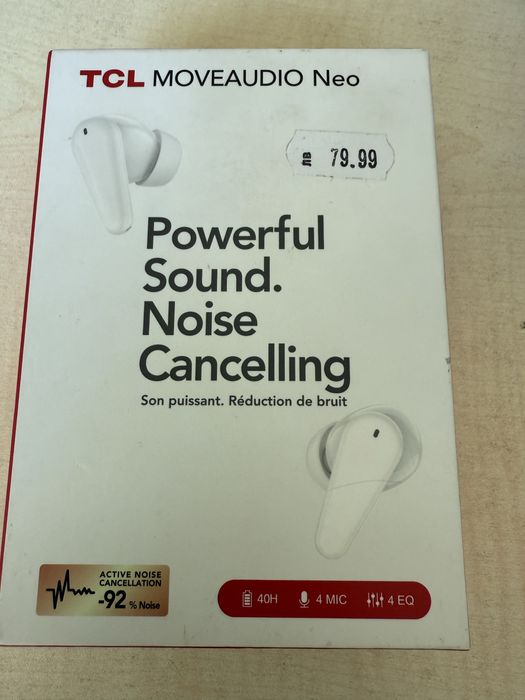 TCL MOVEAUDIO Neo
лв 79.99
Powerful
Sound.
Noise
Cancelling
Son puissant. Réduction de bruit
ACTIVE NOISE
CANCELLATION
-92 % Noise
40H 4 MIC 4 EQ